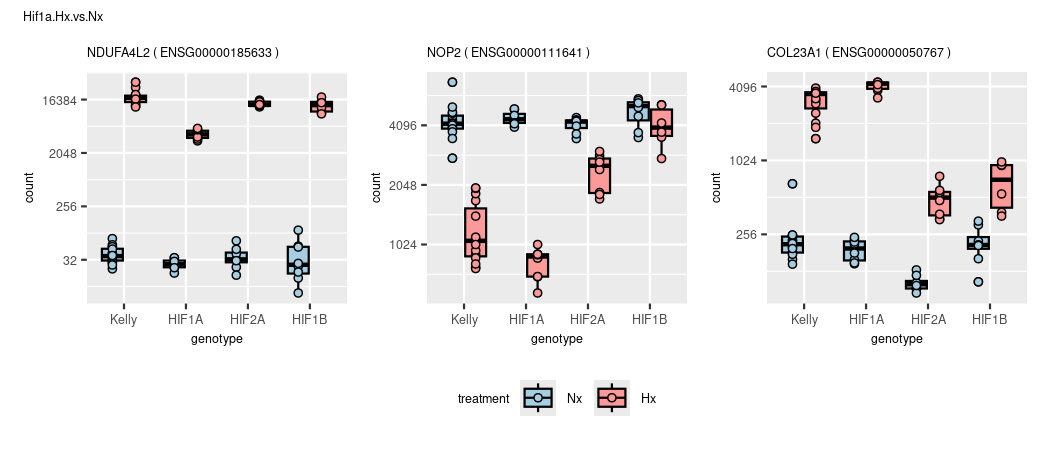 Hif1a.Hx.vs.Nx
NDUFA4L2 ( ENSG00000185633 )
count
16384
2048
256
32
Kelly HIF1A HIF2A HIF1B
genotype
NOP2 ( ENSG00000111641 )
count
4096
2048
1024
Kelly HIF1A HIF2A HIF1B
genotype
COL23A1 ( ENSG00000050767 )
count
4096
1024
256
Kelly HIF1A HIF2A HIF1B
genotype
treatment Nx Hx